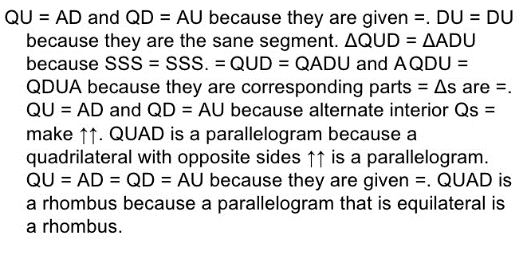 QU = AD and QD = AU because they are given =. DU = DU
because they are the sane segment. ΔQUD = ΔADU
because SSS = SSS. = QUD = QADU and AQDU =
QDUA because they are corresponding parts = Δs are =.
QU = AD and QD = AU because alternate interior Qs =
make ↑↑. QUAD is a parallelogram because a
quadrilateral with opposite sides ↑↑ is a parallelogram.
QU = AD = QD = AU because they are given =. QUAD is
a rhombus because a parallelogram that is equilateral is
a rhombus.